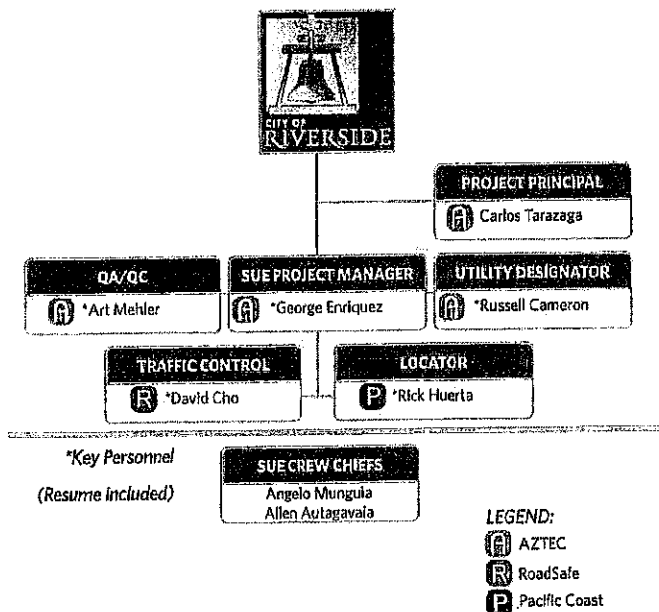 CITY OF
RIVERSIDE
PROJECT PRINCIPAL
Carlos Tarazaga
QA/QC
*Art Mehler
SUE PROJECT MANAGER
*George Enriquez
UTILITY DESIGNATOR
*Russell Cameron
TRAFFIC CONTROL
R *David Cho
LOCATOR
P *Rick Huerta
*Key Personnel
(Resume included)
SUE CREW CHIEFS
Angelo Munguia
Allen Autagavaia
LEGEND:
AZTEC
R RoadSafe
P Pacific Coast